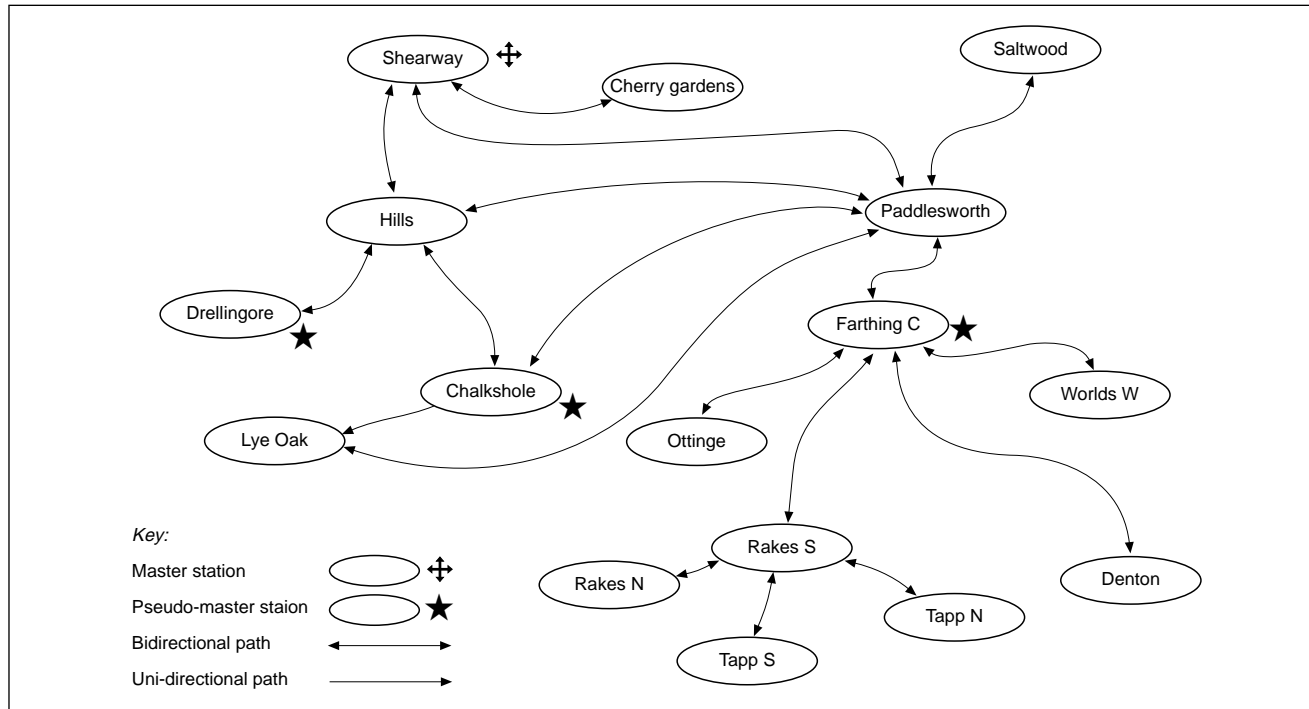 Shearway
Saltwood
Cherry gardens
Hills
Paddlesworth
Drellingore
Farthing C
Chalkshole
Worlds W
Lye Oak
Ottinge
Key:
Master station
Pseudo-master staion
Bidirectional path
Uni-directional path
Rakes S
Rakes N
Denton
Tapp N
Tapp S